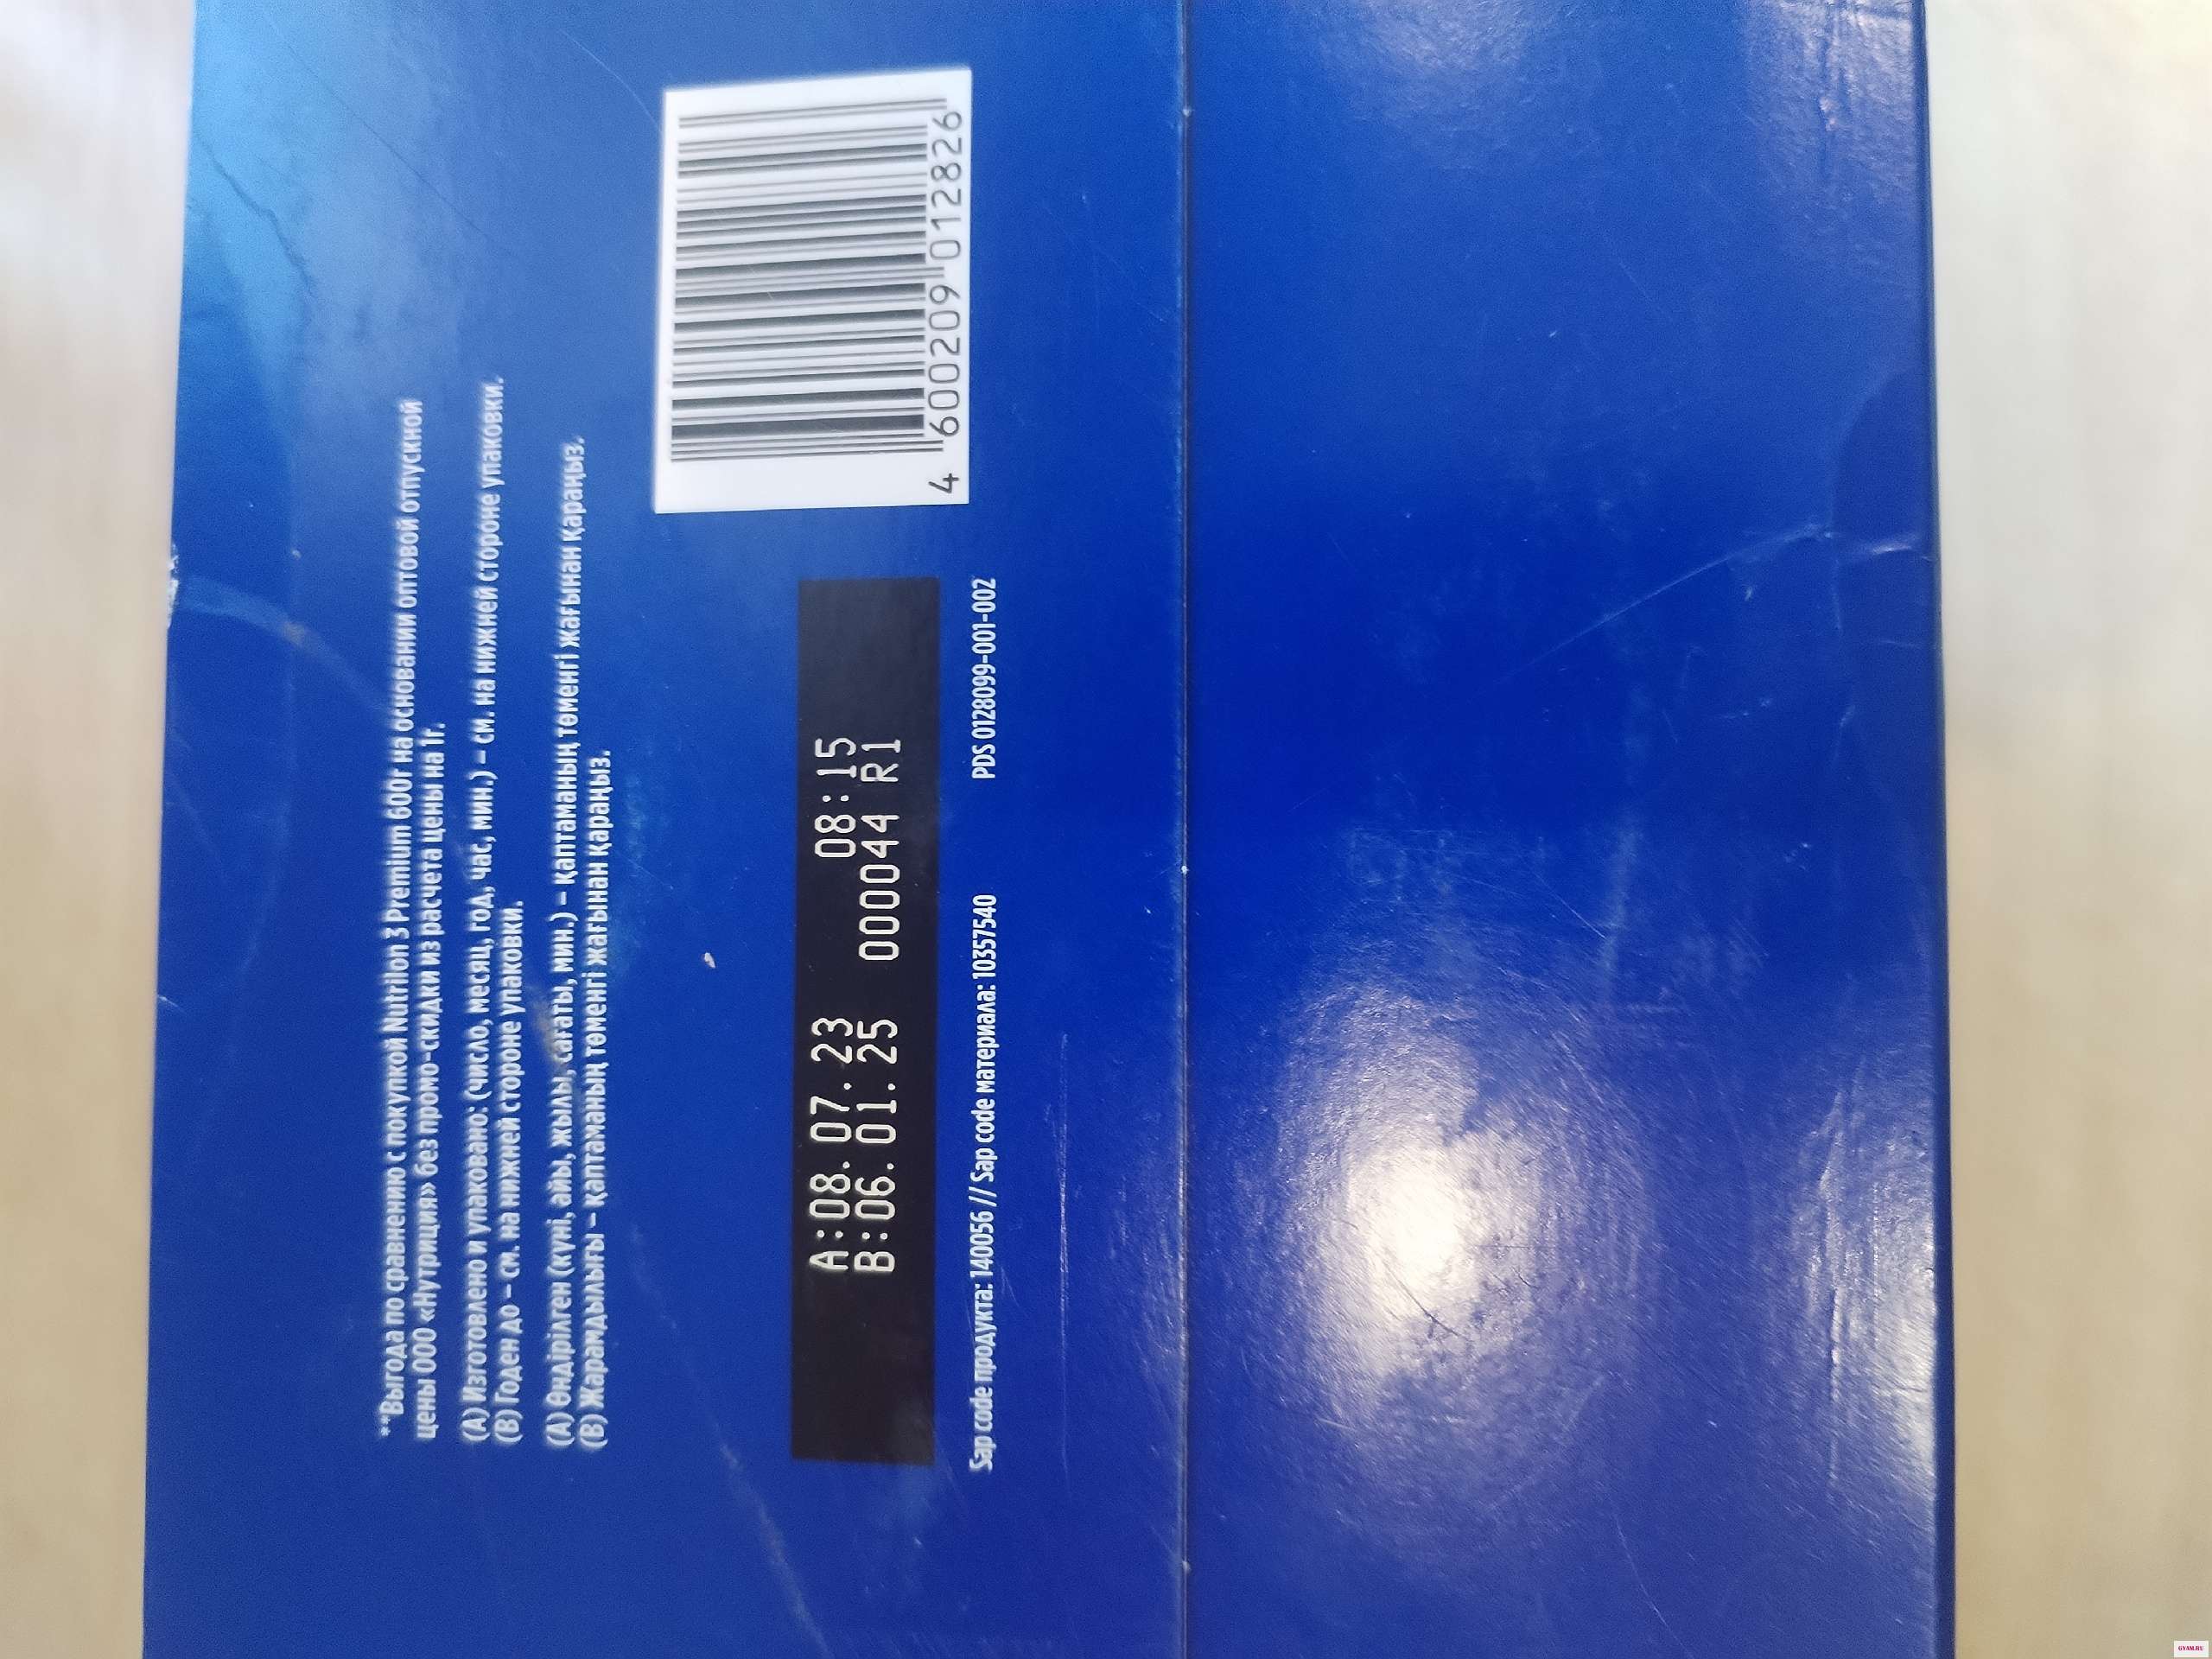 **Выгода по сравнению с покупкой Nutrilon 3 Premium 600г на основании оптовой отпускной
цены ООО «Нутриция» без промо-скидки из расчета цены на 1г.
(A) Изготовлено и упаковано: (число, месяц, год, час, мин.) – см. на нижней стороне упаковки.
(B) Годен до – см. на нижней стороне упаковки.
(A) Өндірілген (күні, айы, жылы, сағаты, мин.) – қаптаманың төменгі жағынан қараңыз.
(B) Жарамдылығы – қаптаманың төменгі жағынан қараңыз.
4 600209 012826
A:08.07.23 08:15
B:06.01.25 000044 R1
Sap code продукта: 140056 // Sap code материала: 10357540 PDS 0128099-001-002
GYSM.RU